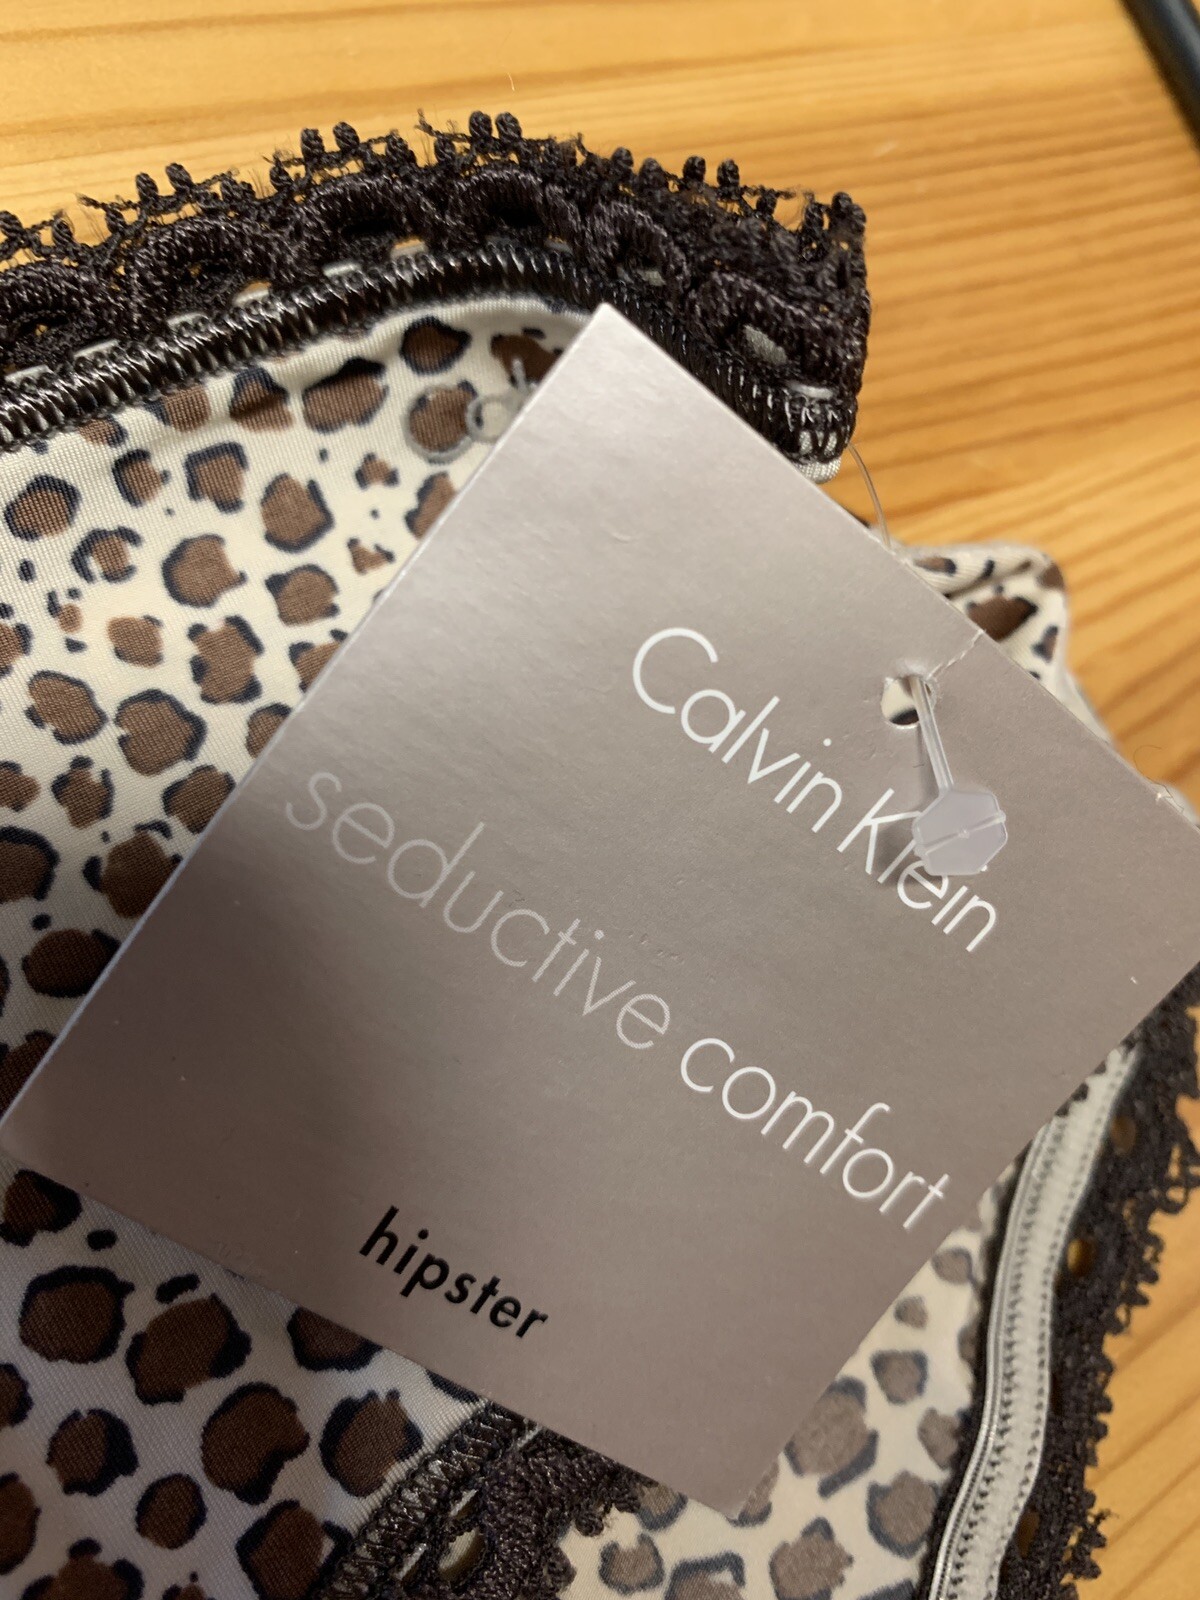 Calvin Klein
seductive comfort
hipster